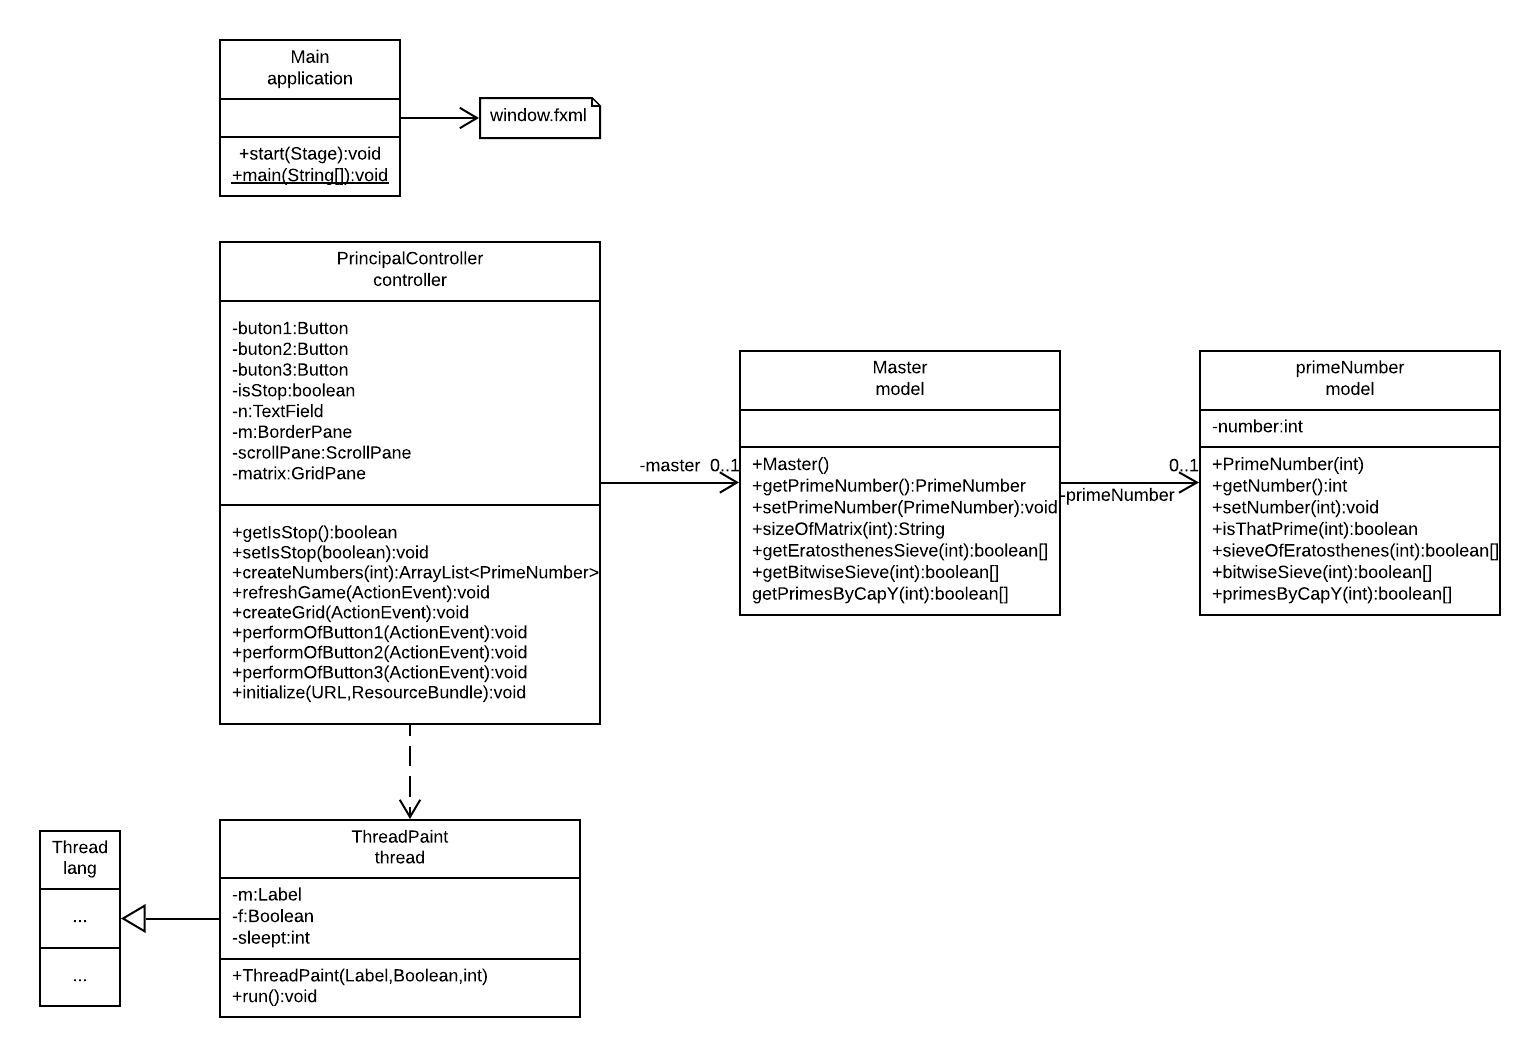 Main
application
+start(Stage):void
+main(String[]):void
window.fxml
PrincipalController
controller
-buton1:Button
-buton2:Button
-buton3:Button
-isStop:boolean
-n:TextField
-m:BorderPane
-scrollPane:ScrollPane
-matrix:GridPane
+getIsStop():boolean
+setIsStop(boolean):void
+createNumbers(int):ArrayList<PrimeNumber>
+refreshGame(ActionEvent):void
+createGrid(ActionEvent):void
+performOfButton1(ActionEvent):void
+performOfButton2(ActionEvent):void
+performOfButton3(ActionEvent):void
+initialize(URL,ResourceBundle):void
-master 0..1
Master
model
+Master()
+getPrimeNumber():PrimeNumber
+setPrimeNumber(PrimeNumber):void
+sizeOfMatrix(int):String
+getEratosthenesSieve(int):boolean[]
+getBitwiseSieve(int):boolean[]
getPrimesByCapY(int):boolean[]
0..1
-primeNumber
primeNumber
model
-number:int
+PrimeNumber(int)
+getNumber():int
+setNumber(int):void
+isThatPrime(int):boolean
+sieveOfEratosthenes(int):boolean[]
+bitwiseSieve(int):boolean[]
+primesByCapY(int):boolean[]
Thread
lang
...
...
ThreadPaint
thread
-m:Label
-f:Boolean
-sleept:int
+ThreadPaint(Label,Boolean,int)
+run():void